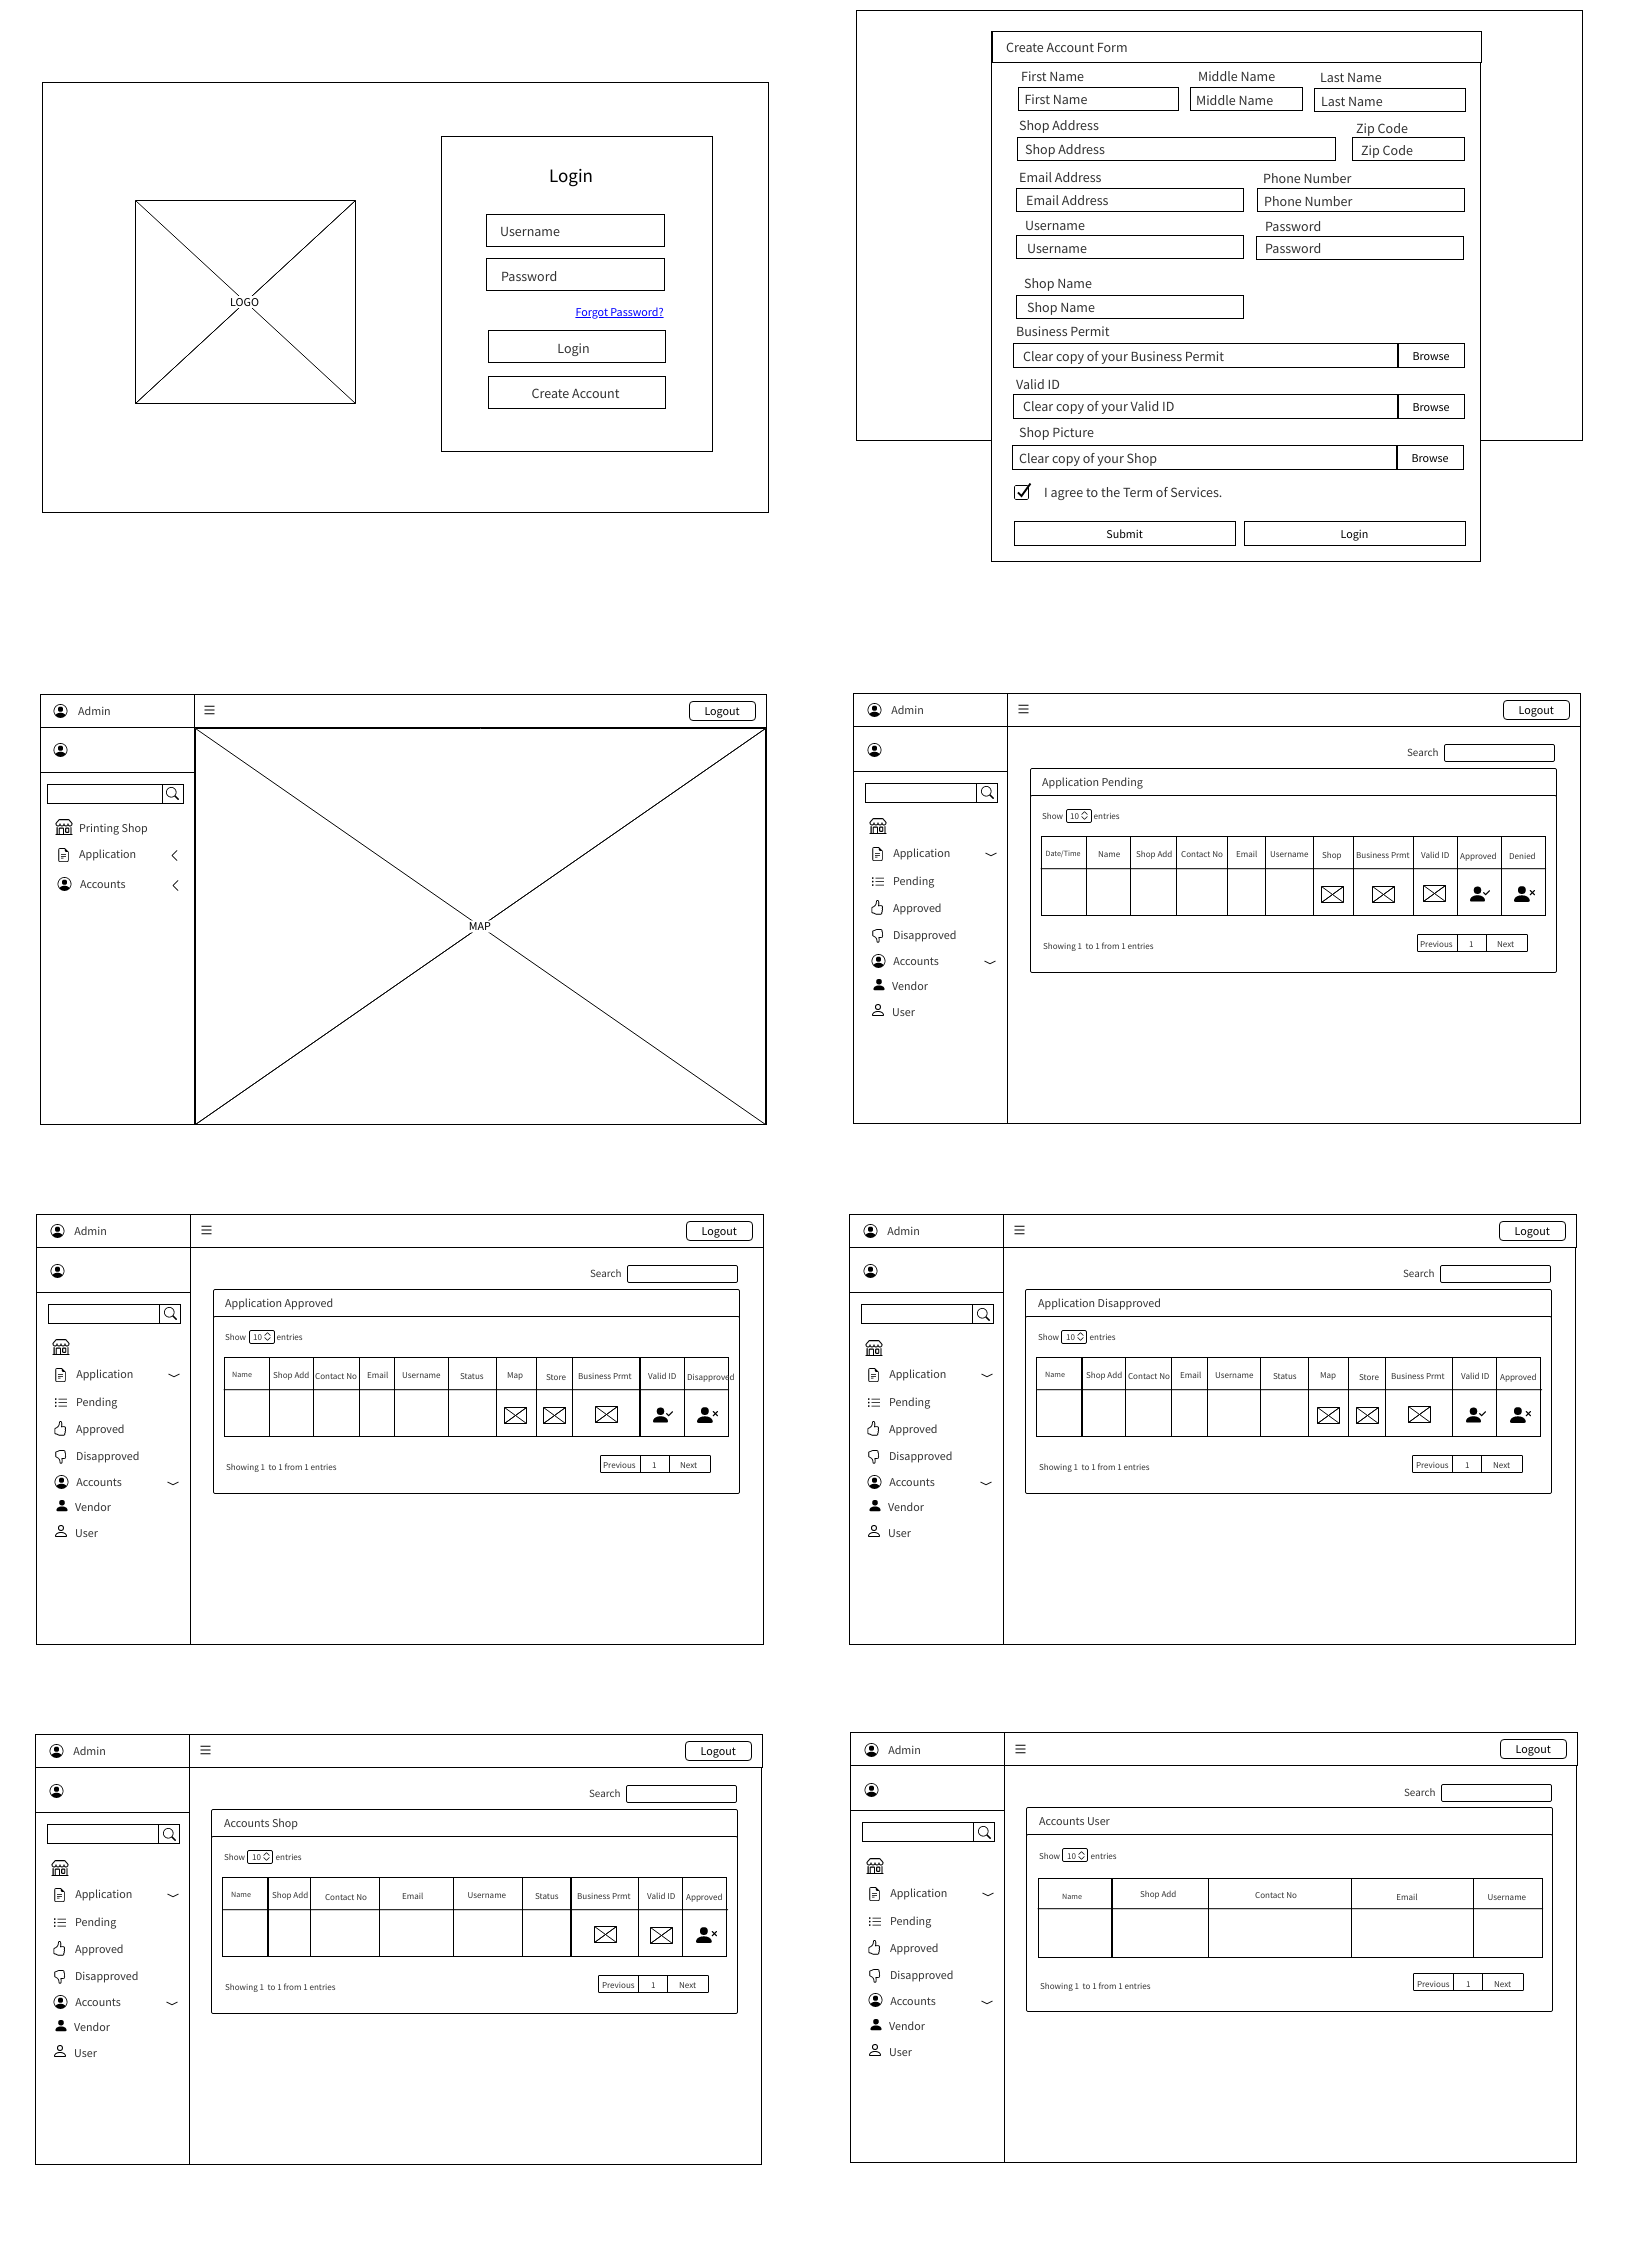 LOGO
Login
Username
Password
Forgot Password?
Login
Create Account
Create Account Form
First Name Middle Name Last Name
First Name Middle Name Last Name
Shop Address Zip Code
Shop Address Zip Code
Email Address Phone Number
Email Address Phone Number
Username Password
Username Password
Shop Name
Shop Name
Business Permit
Clear copy of your Business Permit Browse
Valid ID
Clear copy of your Valid ID Browse
Shop Picture
Clear copy of your Shop Browse
I agree to the Term of Services.
Submit Login
Admin Logout
Printing Shop
Application
Accounts
MAP
Admin Logout
Search
Application Pending
Show 10 entries
Date/Time Name Shop Add Contact No Email Username Shop Business Prmt Valid ID Approved Denied
Showing 1 to 1 from 1 entries Previous 1 Next
Application
Pending
Approved
Disapproved
Accounts
Vendor
User
Admin Logout
Search
Application Approved
Show 10 entries
Name Shop Add Contact No Email Username Status Map Store Business Prmt Valid ID Disapproved
Showing 1 to 1 from 1 entries Previous 1 Next
Application
Pending
Approved
Disapproved
Accounts
Vendor
User
Admin Logout
Search
Application Disapproved
Show 10 entries
Name Shop Add Contact No Email Username Status Map Store Business Prmt Valid ID Approved
Showing 1 to 1 from 1 entries Previous 1 Next
Application
Pending
Approved
Disapproved
Accounts
Vendor
User
Admin Logout
Search
Accounts Shop
Show 10 entries
Name Shop Add Contact No Email Username Status Business Prmt Valid ID Approved
Showing 1 to 1 from 1 entries Previous 1 Next
Application
Pending
Approved
Disapproved
Accounts
Vendor
User
Admin Logout
Search
Accounts User
Show 10 entries
Name Shop Add Contact No Email Username
Showing 1 to 1 from 1 entries Previous 1 Next
Application
Pending
Approved
Disapproved
Accounts
Vendor
User